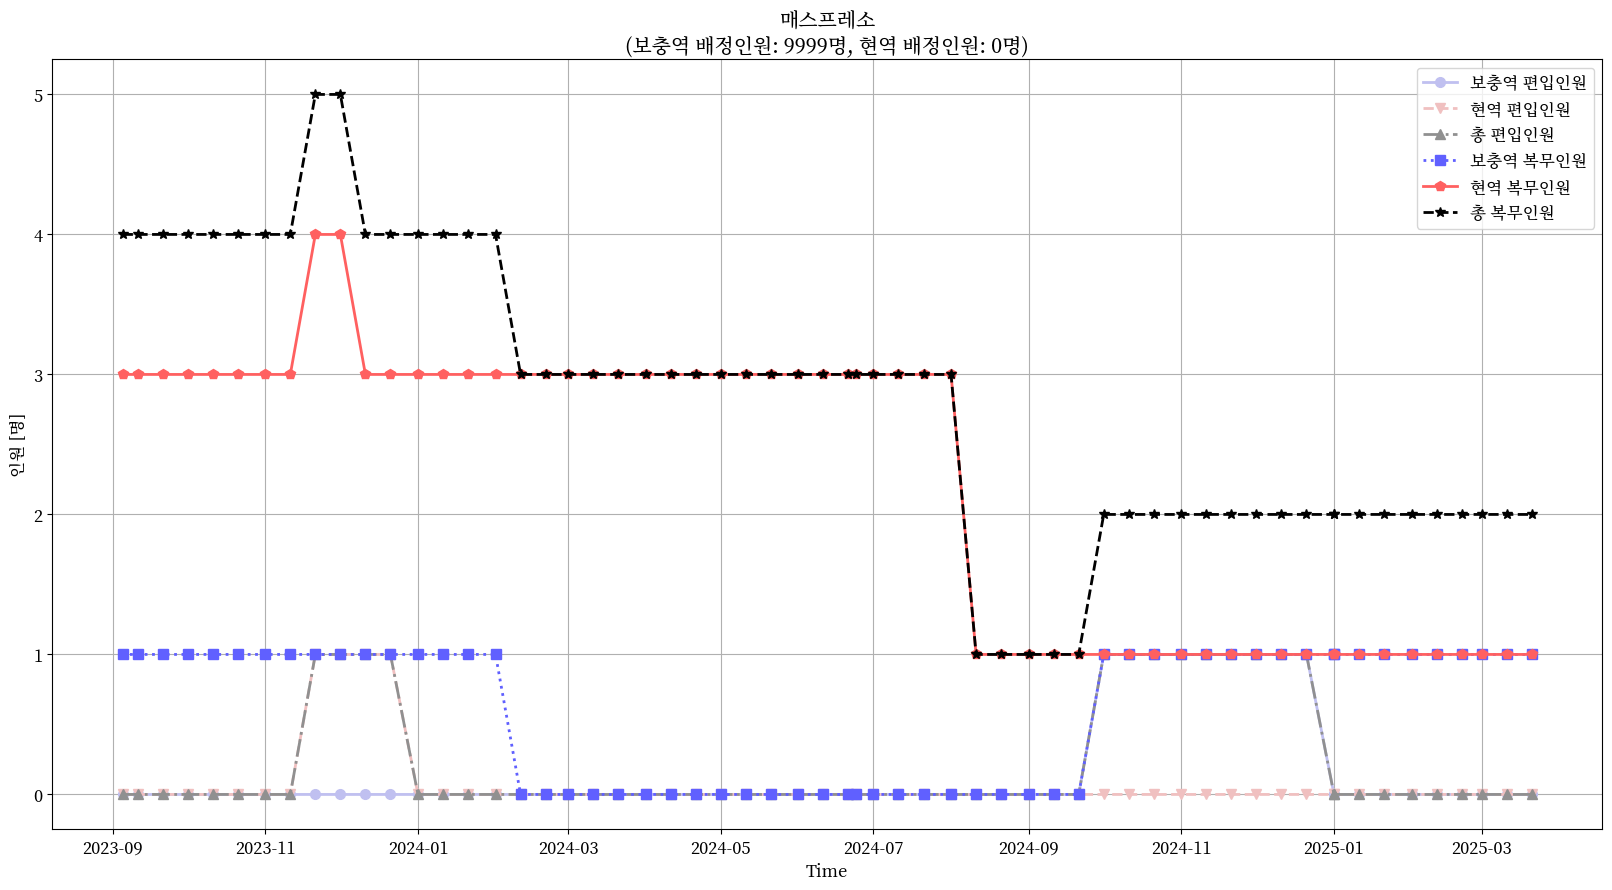 매스프레소
(보충역 배정인원: 9999명, 현역 배정인원: 0명)
보충역 편입인원
현역 편입인원
총 편입인원
보충역 복무인원
현역 복무인원
총 복무인원
인원 [명]
5
4
3
2
1
0
2023-09
2023-11
2024-01
2024-03
2024-05
2024-07
2024-09
2024-11
2025-01
2025-03
Time